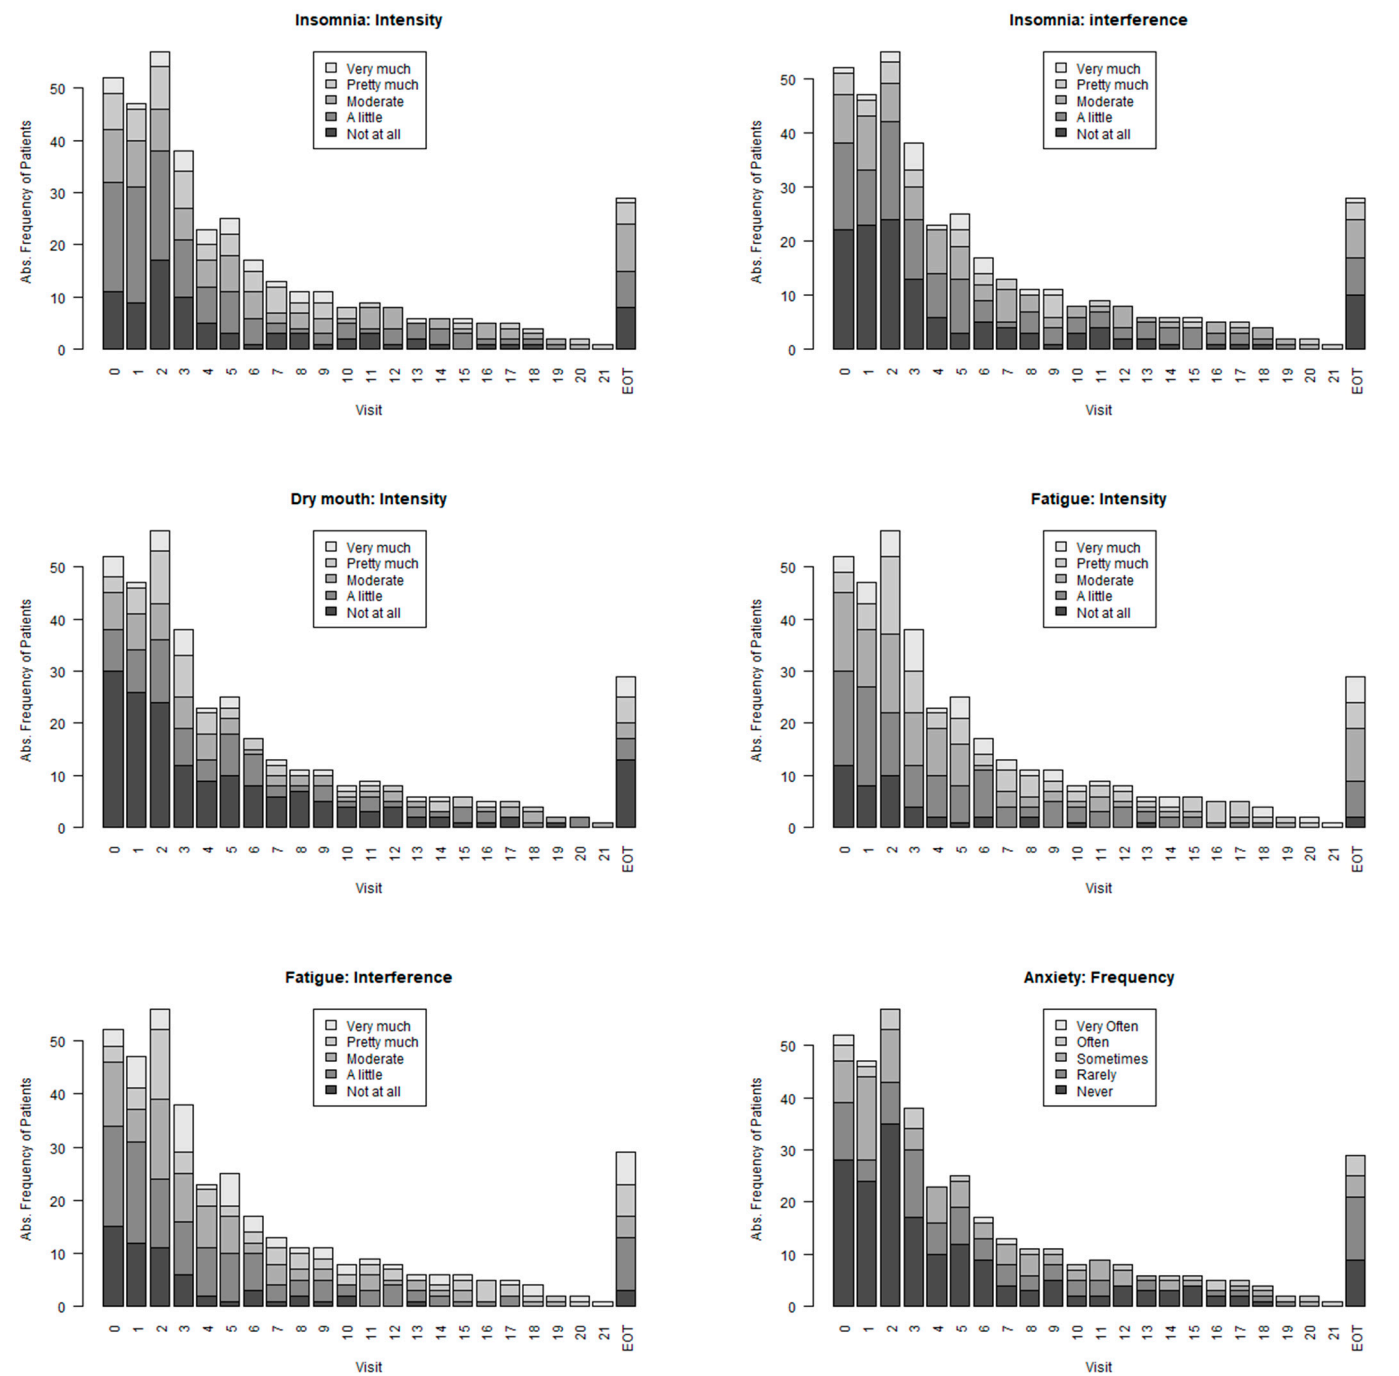 Insomnia: Intensity
Abs. Frequency of Patients
50
40
30
20
10
0
Very much
Pretty much
Moderate
A little
Not at all
0 1 2 3 4 5 6 7 8 9 10 11 12 13 14 15 16 17 18 19 20 21 EOT
Visit
Insomnia: interference
Abs. Frequency of Patients
50
40
30
20
10
0
Very much
Pretty much
Moderate
A little
Not at all
0 1 2 3 4 5 6 7 8 9 10 11 12 13 14 15 16 17 18 19 20 21 EOT
Visit
Dry mouth: Intensity
Abs. Frequency of Patients
50
40
30
20
10
0
Very much
Pretty much
Moderate
A little
Not at all
0 1 2 3 4 5 6 7 8 9 10 11 12 13 14 15 16 17 18 19 20 21 EOT
Visit
Fatigue: Intensity
Abs. Frequency of Patients
50
40
30
20
10
0
Very much
Pretty much
Moderate
A little
Not at all
0 1 2 3 4 5 6 7 8 9 10 11 12 13 14 15 16 17 18 19 20 21 EOT
Visit
Fatigue: Interference
Abs. Frequency of Patients
50
40
30
20
10
0
Very much
Pretty much
Moderate
A little
Not at all
0 1 2 3 4 5 6 7 8 9 10 11 12 13 14 15 16 17 18 19 20 21 EOT
Visit
Anxiety: Frequency
Abs. Frequency of Patients
50
40
30
20
10
0
Very Often
Often
Sometimes
Rarely
Never
0 1 2 3 4 5 6 7 8 9 10 11 12 13 14 15 16 17 18 19 20 21 EOT
Visit